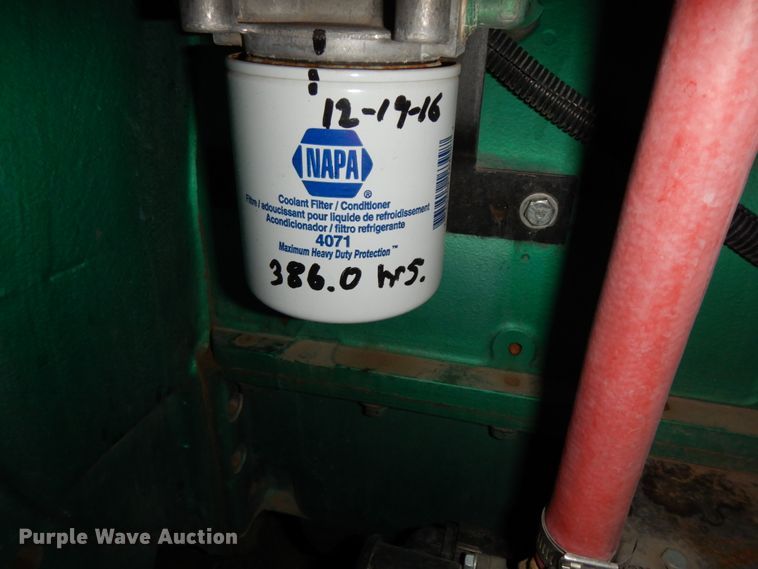 12-19-16
NAPA
®
Coolant Filter / Conditioner
Filtre / adoucissant pour liquide de refroidissement
Acondicionador / filtro refrigerante
4071
Maximum Heavy Duty Protection™
386.0 hrs.
Purple Wave Auction